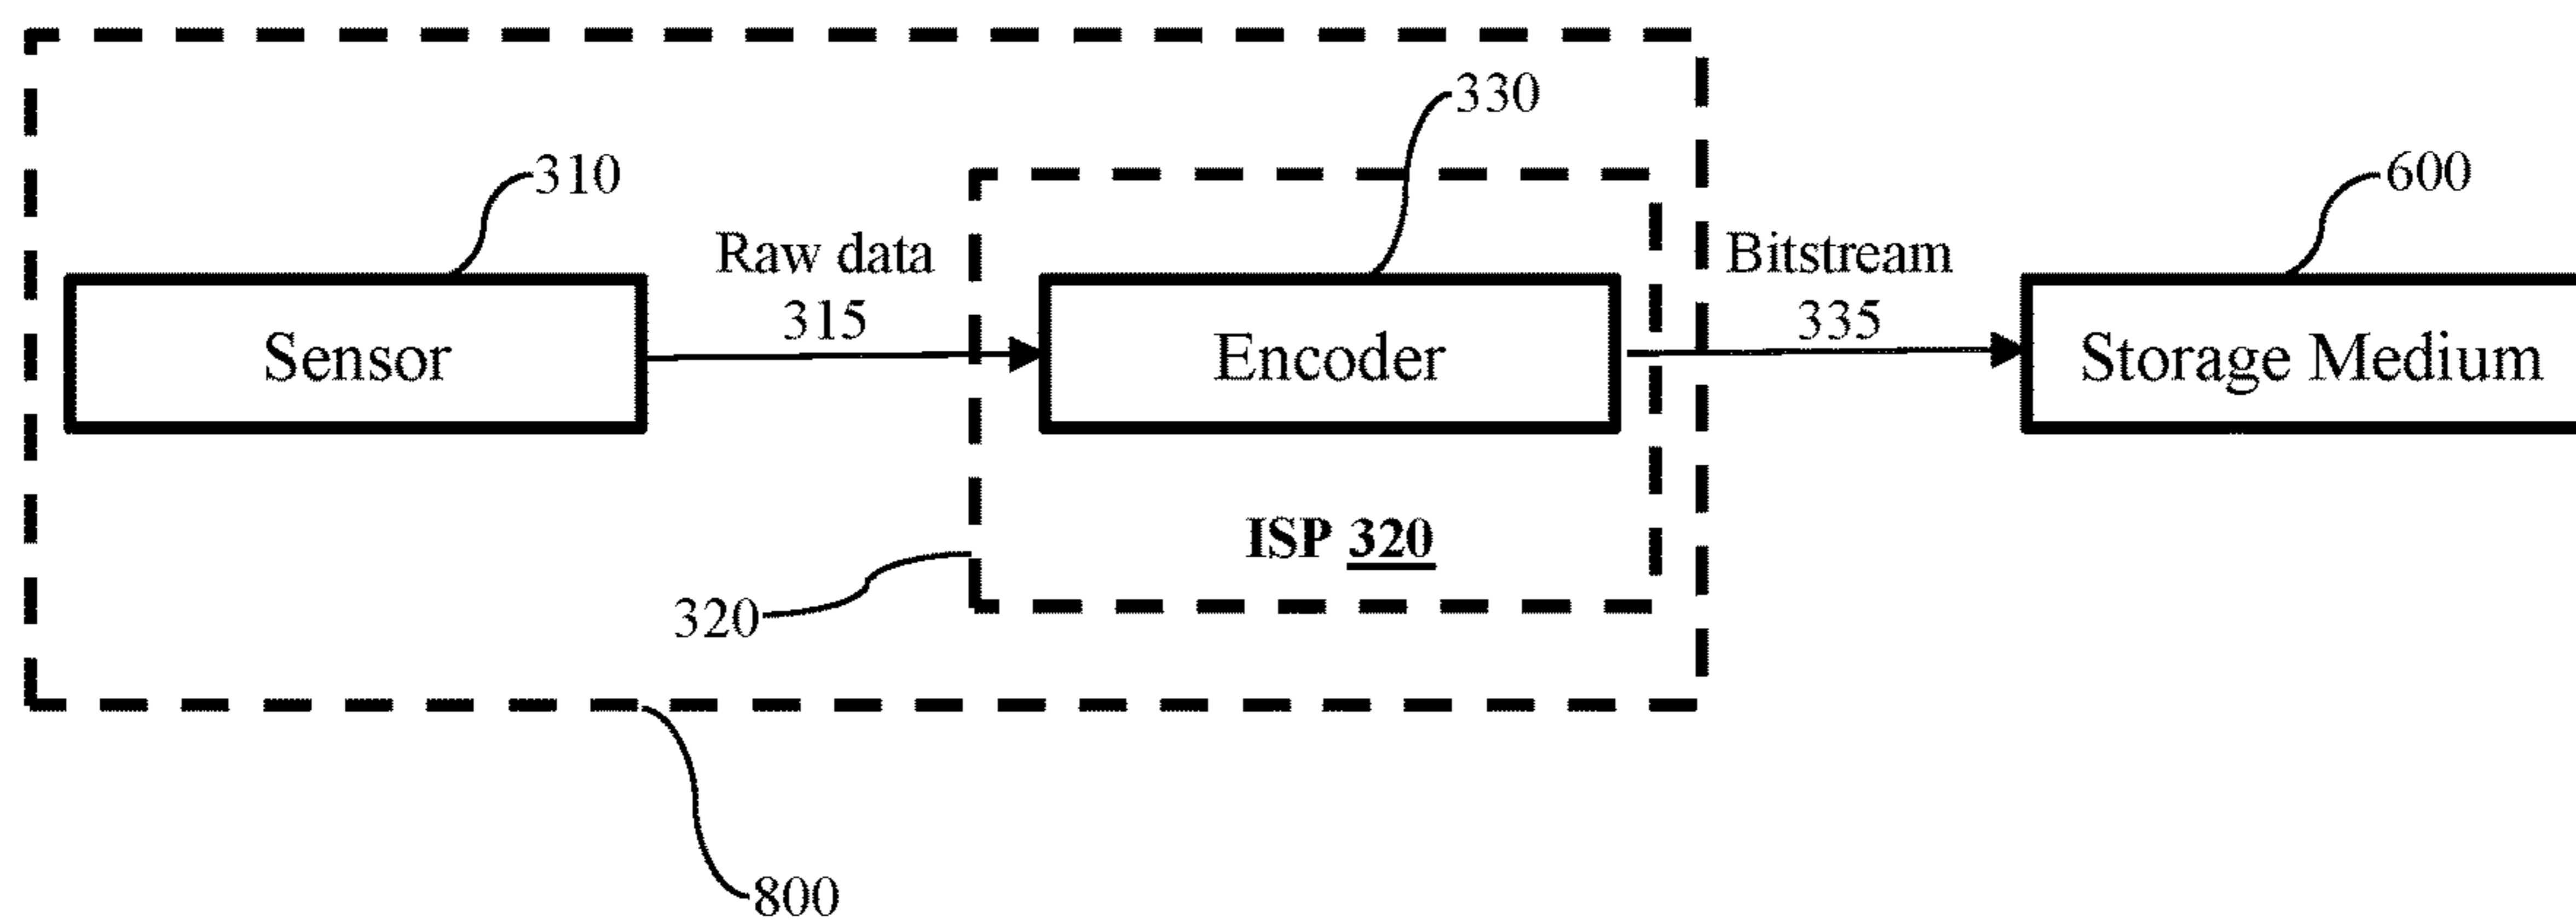 330
310
600
Raw data
315
Bitstream
335
Sensor
Encoder
Storage Medium
ISP 320
320
800